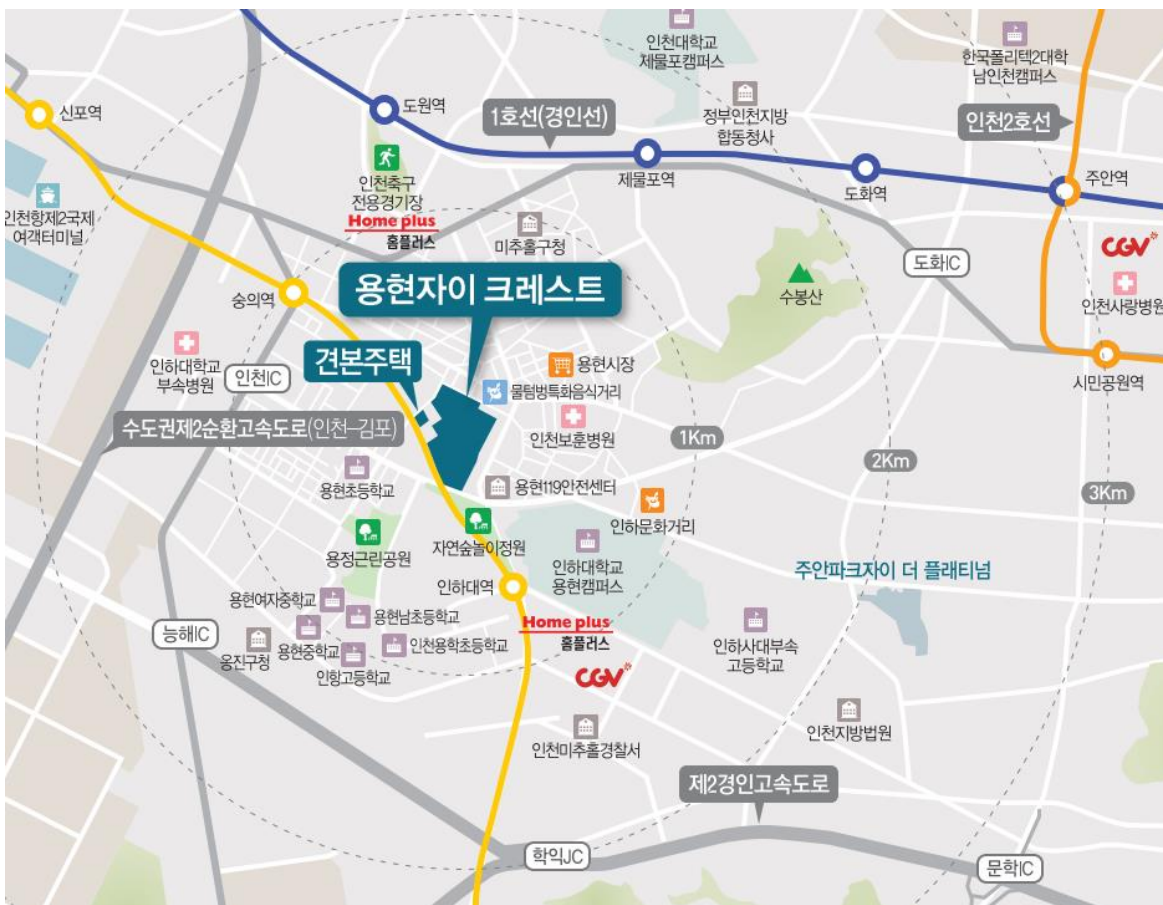 인천대학교
제물포캠퍼스
한국폴리텍2대학
남인천캠퍼스
신포역
도원역
1호선(경인선)
정부인천지방
합동청사
인천2호선
제물포역
도화역
주안역
인천축구
전용경기장
Home plus
홈플러스
인천항제2국제
여객터미널
미추홀구청
도화IC
CGV
인천사랑병원
용현자이 크레스트
수봉산
숭의역
인하대학교
부속병원
인천IC
견본주택
용현시장
물텀벙특화음식거리
시민공원역
수도권제2순환고속도로(인천-김포)
인천보훈병원
1Km
2Km
3Km
용현초등학교
용현119안전센터
인하문화거리
용정근린공원
자연숲놀이정원
인하대학교
용현캠퍼스
인하대역
주안파크자이 더 플래티넘
용현여자중학교
용현남초등학교
능해IC
옹진구청
용현중학교
인천용학초등학교
인항고등학교
Home plus
홈플러스
CGV
인하사대부속
고등학교
인천미추홀경찰서
인천지방법원
제2경인고속도로
학익JC
문학IC